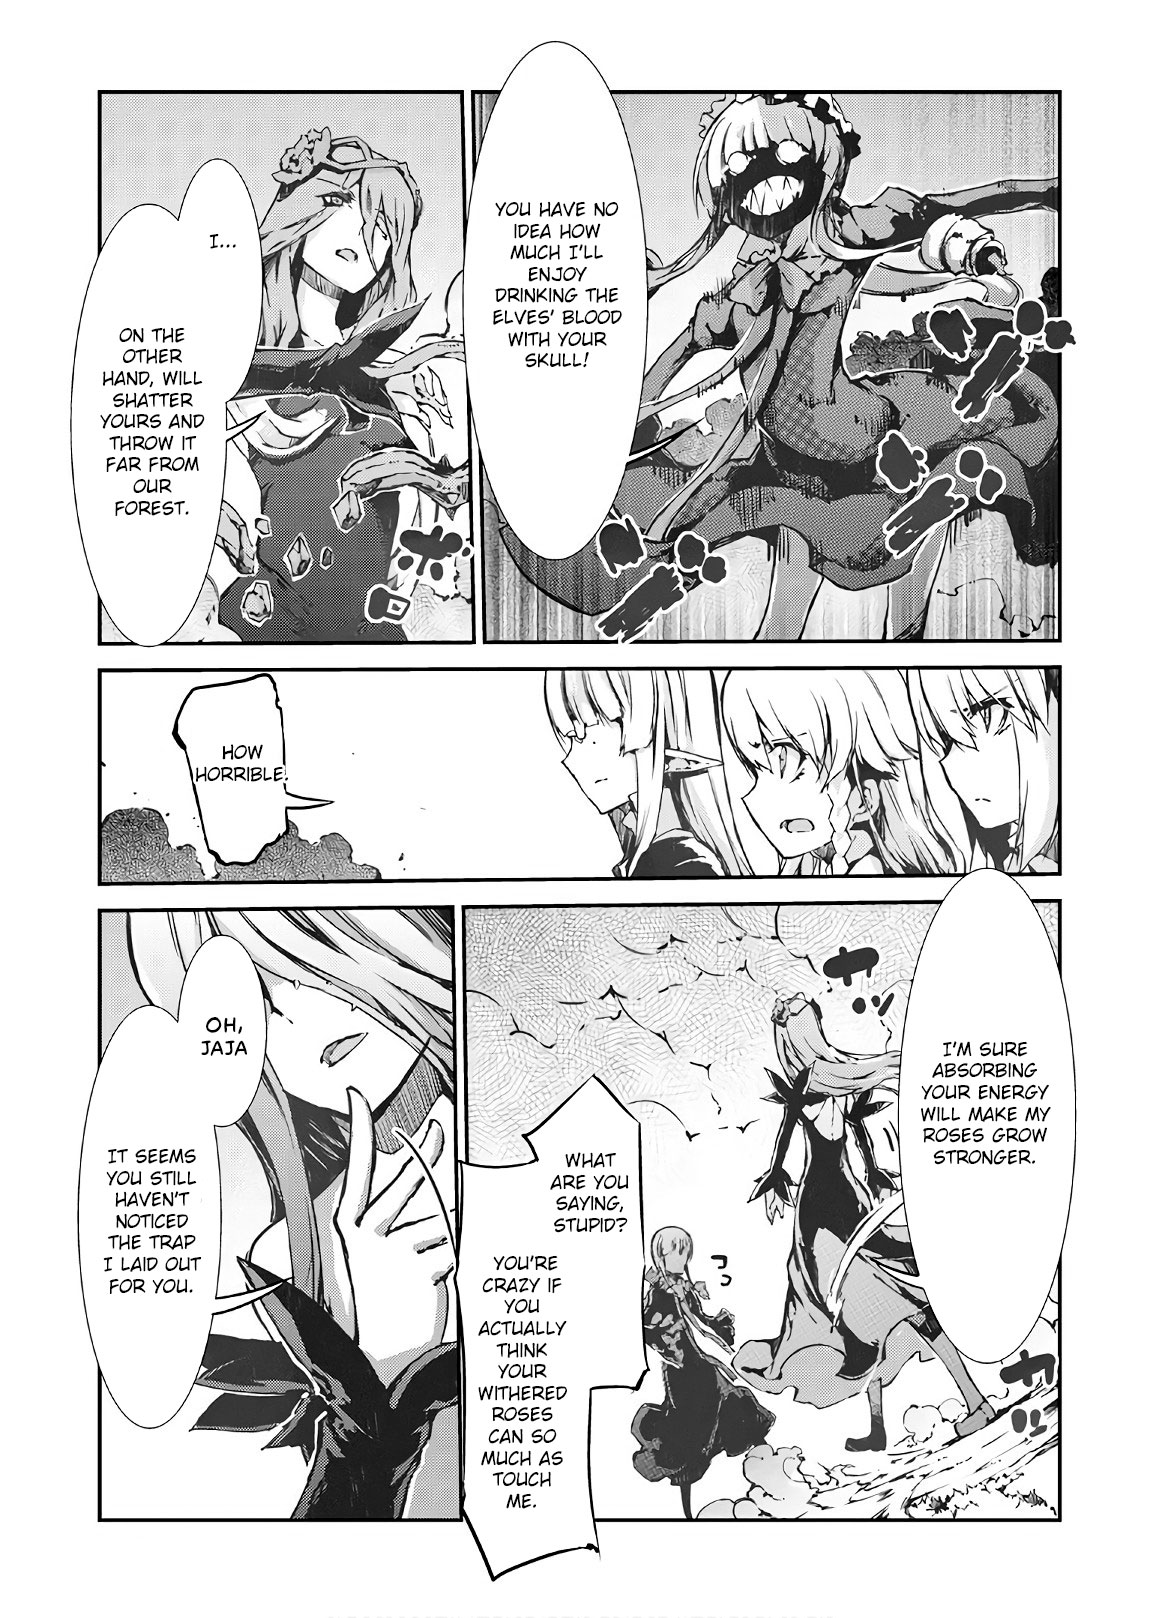 YOU HAVE NO
IDEA HOW
MUCH I'LL
ENJOY
DRINKING THE
ELVES' BLOOD
WITH YOUR
SKULL!
I...
ON THE
OTHER
HAND, WILL
SHATTER
YOURS AND
THROW IT
FAR FROM
OUR
FOREST.
HOW
HORRIBLE.
I'M SURE
ABSORBING
YOUR ENERGY
WILL MAKE MY
ROSES GROW
STRONGER.
WHAT
ARE YOU
SAYING,
STUPID?
YOU'RE
CRAZY IF
YOU
ACTUALLY
THINK
YOUR
WITHERED
ROSES
CAN SO
MUCH AS
TOUCH
ME.
OH,
JAJA
IT SEEMS
YOU STILL
HAVEN'T
NOTICED
THE TRAP
I LAID OUT
FOR YOU.